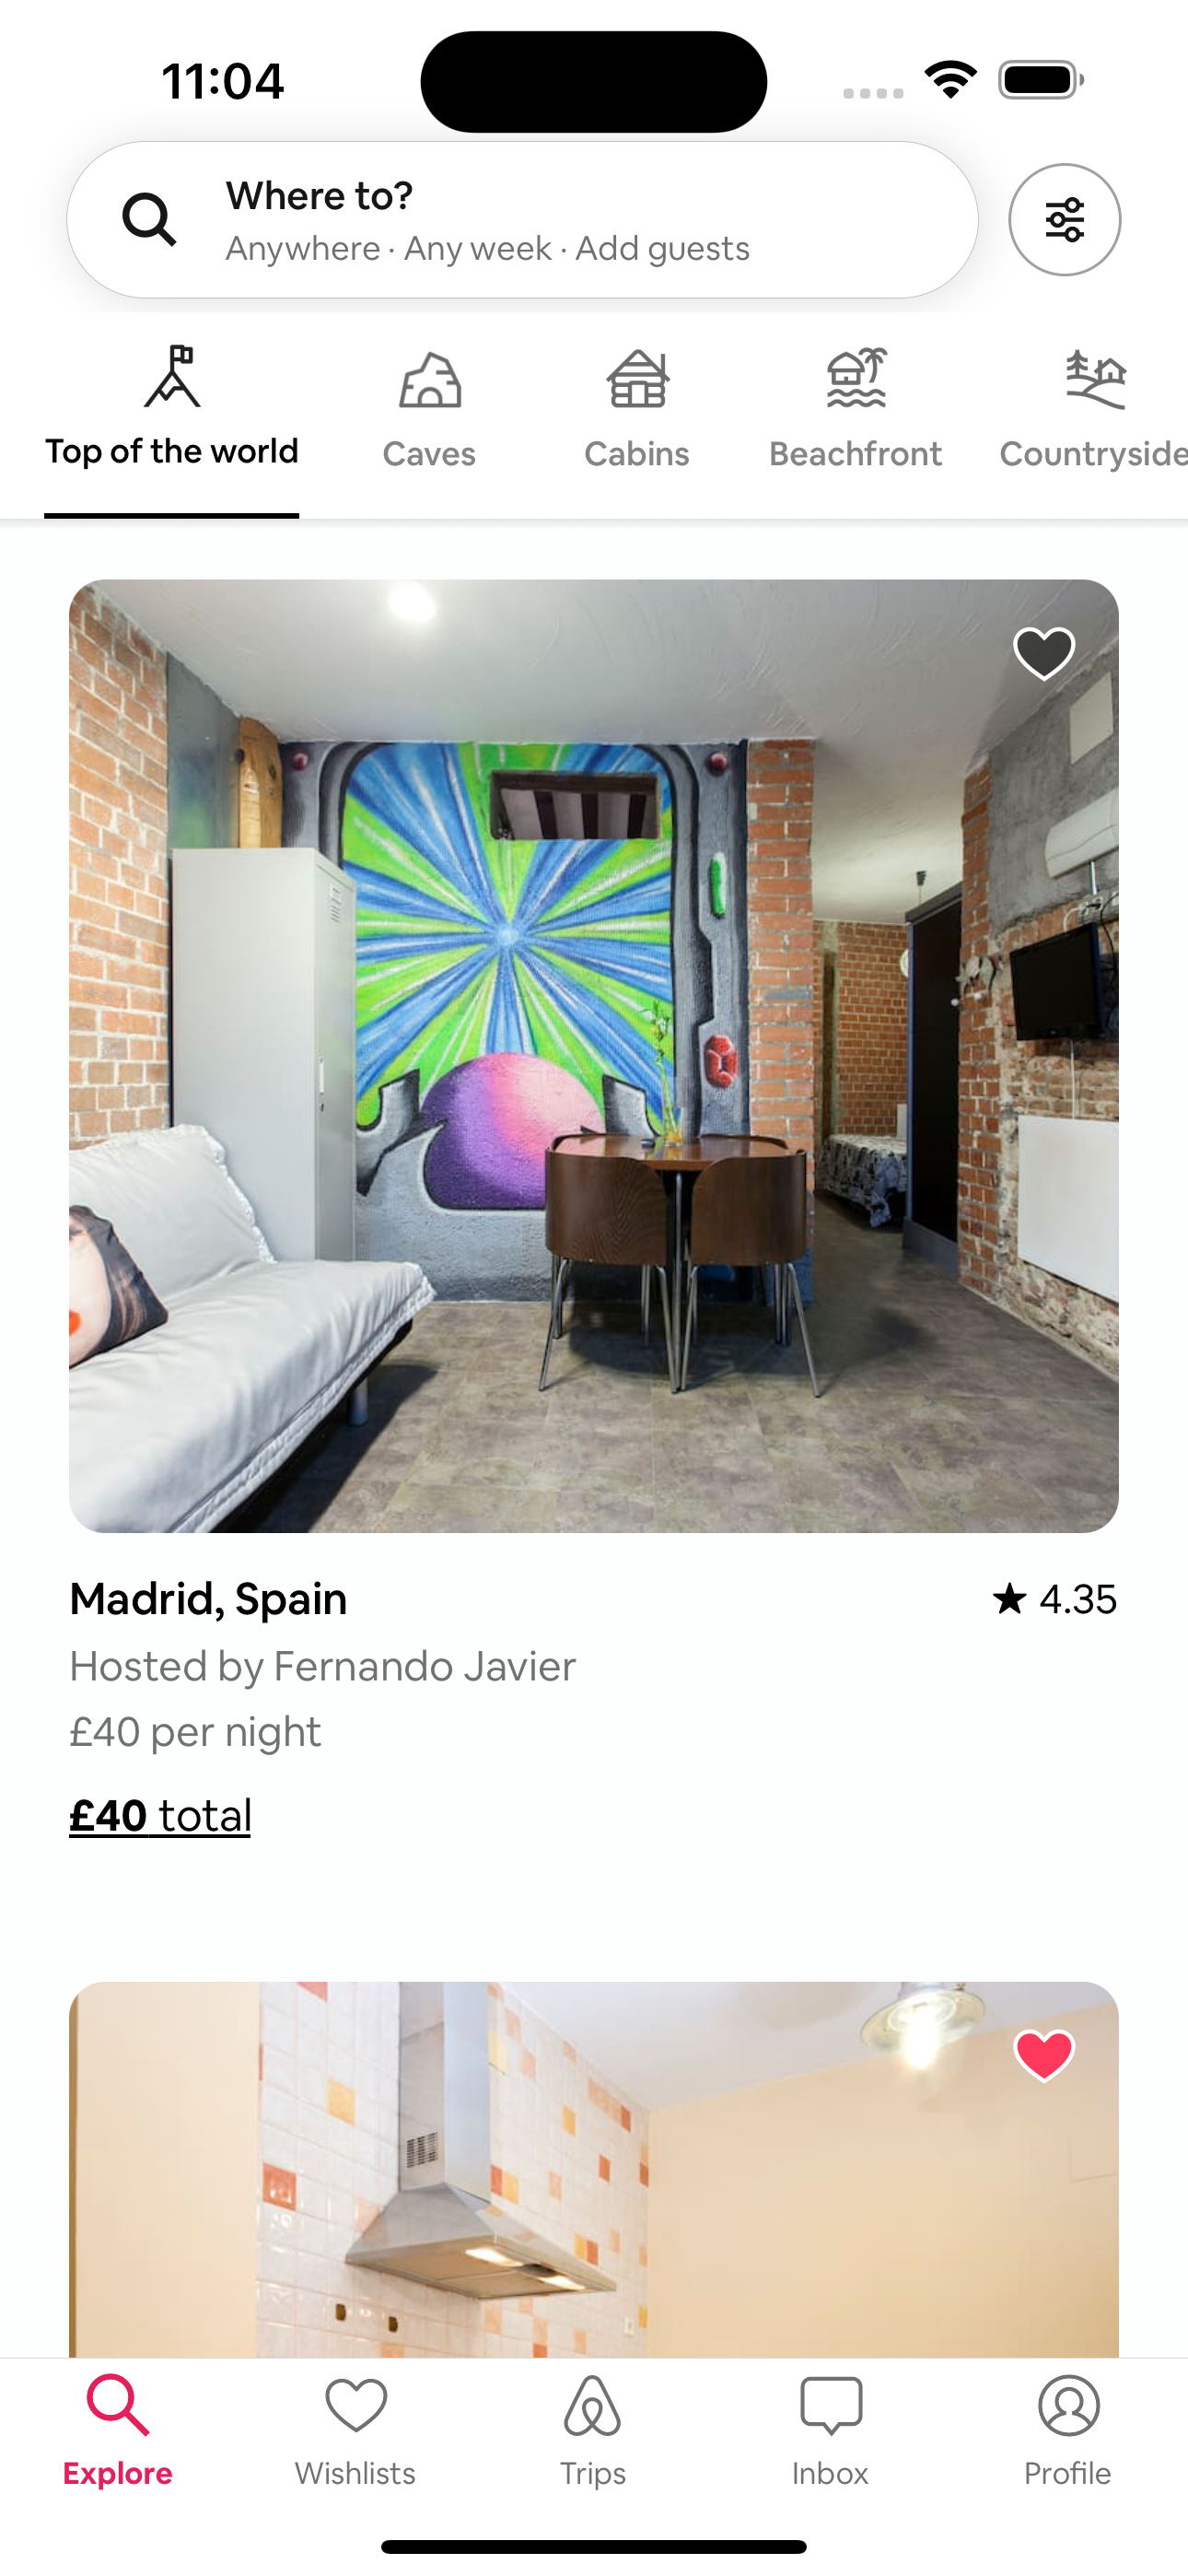 11:04
Where to?
Anywhere · Any week · Add guests
Top of the world
Caves
Cabins
Beachfront
Countryside
Madrid, Spain
★ 4.35
Hosted by Fernando Javier
£40 per night
£40 total
Explore
Wishlists
Trips
Inbox
Profile